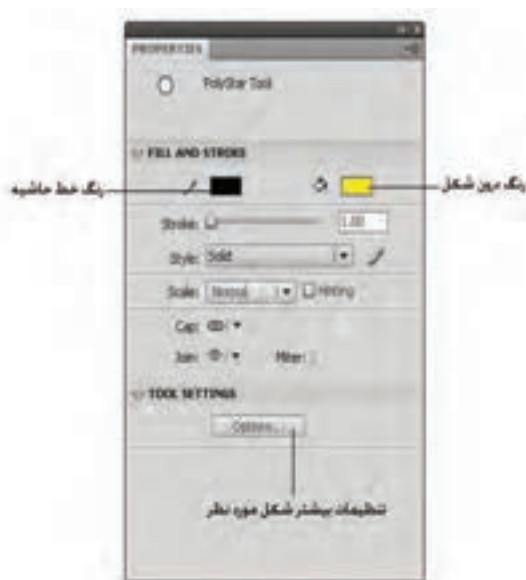 PROPERTIES
PolyStar Tool
FILL AND STROKE
رنگ خط حاشیه
رنگ درون شکل
Stroke: 1.00
Style: Solid
Scale: Normal Hinting
Cap:
Join: Miter:
TOOL SETTINGS
Options...
تنظیمات بیشتر شکل مورد نظر